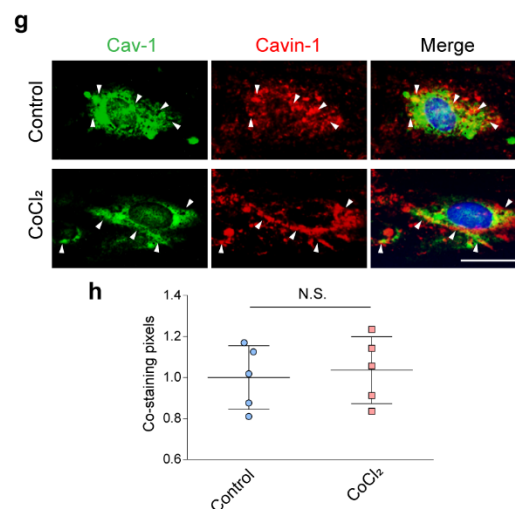 g
Cav-1 Cavin-1 Merge
Control
CoCl₂
h
N.S.
Co-staining pixels
1.4
1.2
1.0
0.8
0.6
Control CoCl₂